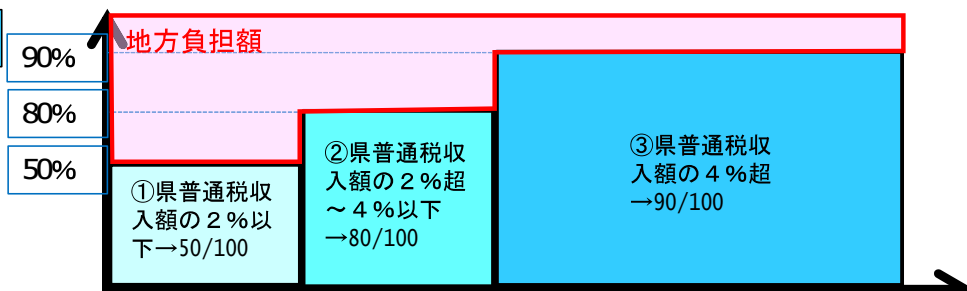 地方負担額
90%
80%
50%
①県普通税収
入額の２％以
下→50/100
②県普通税収
入額の２％超
～４％以下
→80/100
③県普通税収
入額の４％超
→90/100